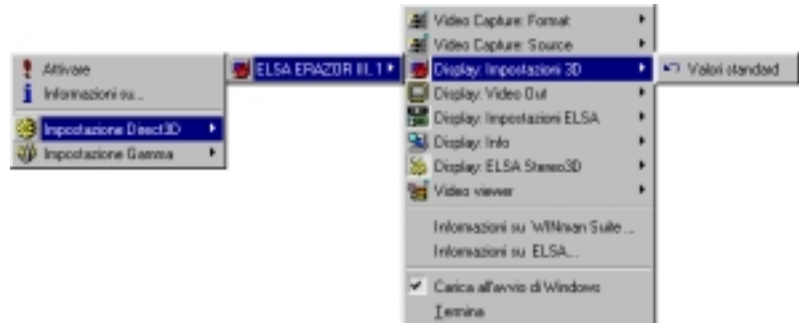 Attivare
Informazioni su...
Impostazione Direct3D
Impostazione Gamma
ELSA ERAZOR III, 1
Video Capture: Format
Video Capture: Source
Display: Impostazioni 3D
Display: Video Out
Display: Impostazioni ELSA
Display: Info
Display: ELSA Stereo3D
Video viewer
Informazioni su 'WINman Suite ...
Informazioni su ELSA...
Carica all'avvio di Windows
Termina
Valori standard